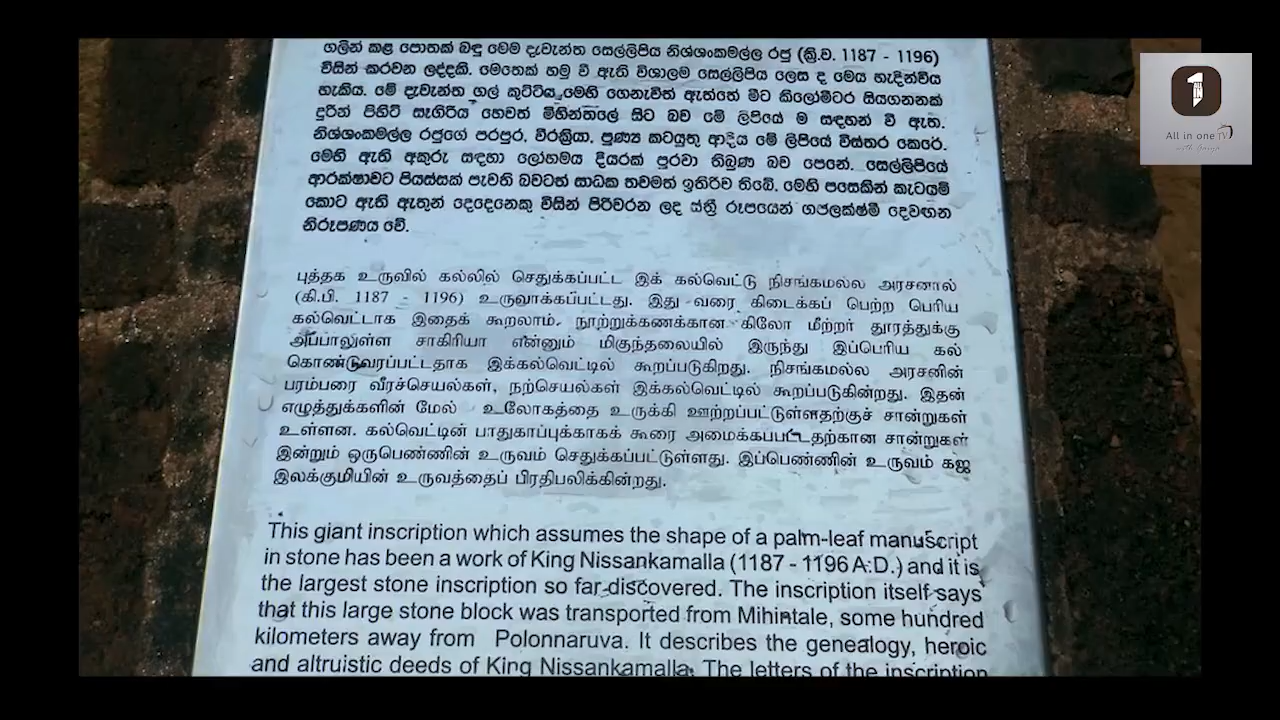 ගලින් කළ පොතක් බඳු මෙම දැවැන්ත සෙල්ලිපිය නිශ්ශංකමල්ල රජු (ක්‍රි.ව. 1187 - 1196)
විසින් කරවන ලද්දකි. මෙතෙක් හමු වී ඇති විශාලම සෙල්ලිපිය ලෙස ද මෙය හැඳින්විය
හැකිය. මේ දැවැන්ත ගල් කුට්ටිය මෙහි ගෙනැවිත් ඇත්තේ මීට කිලෝමීටර සියගනනක්
දුරින් පිහිටි සෑගිරිය හෙවත් මිහින්තලේ සිට බව මේ ලිපියේ ම සඳහන් වී ඇත.
නිශ්ශංකමල්ල රජුගේ පරපුර, වීරක්‍රියා, පුණ්‍ය කටයුතු ආදිය මේ ලිපියේ විස්තර කෙරේ.
මෙහි ඇති අකුරු සඳහා ලෝහමය දියරක් පුරවා තිබුණ බව පෙනේ. සෙල්ලිපියේ
ආරක්ෂාවට පියස්සක් පැවති බවටත් සාධක තවමත් ඉතිරිව තිබේ. මෙහි පසෙකින් කැටයම්
කොට ඇති ඇතුන් දෙදෙනෙකු විසින් පිරිවරන ලද ස්ත්‍රී රූපයෙන් ගජලක්ෂ්මී දෙවඟන
නිරූපණය වේ.
புத்தக உருவில் கல்லில் செதுக்கப்பட்ட இக் கல்வெட்டு நிசங்கமல்ல அரசனால்
(கி.பி. 1187 - 1196) உருவாக்கப்பட்டது. இது வரை கிடைக்கப் பெற்ற பெரிய
கல்வெட்டாக இதைக் கூறலாம். நூற்றுக்கணக்கான கிலோ மீற்றர் தூரத்துக்கு
அப்பாலுள்ள சாகிரியா என்னும் மிகுந்தலையில் இருந்து இப்பெரிய கல்
கொண்டுவரப்பட்டதாக இக்கல்வெட்டில் கூறப்படுகிறது. நிசங்கமல்ல அரசனின்
பரம்பரை வீரச்செயல்கள், நற்செயல்கள் இக்கல்வெட்டில் கூறப்படுகின்றது. இதன்
எழுத்துக்களின் மேல் உலோகத்தை உருக்கி ஊற்றப்பட்டுள்ளதற்குச் சான்றுகள்
உள்ளன. கல்வெட்டின் பாதுகாப்புக்காகக் கூரை அமைக்கப்பட்டதற்கான சான்றுகள்
இன்றும் ஒருபெண்ணின் உருவம் செதுக்கப்பட்டுள்ளது. இப்பெண்ணின் உருவம் கஜ
இலக்குமியின் உருவத்தைப் பிரதிபலிக்கின்றது.
This giant inscription which assumes the shape of a palm-leaf manuscript
in stone has been a work of King Nissankamalla (1187 - 1196 A.D.) and it is
the largest stone inscription so far discovered. The inscription itself says
that this large stone block was transported from Mihintale, some hundred
kilometers away from Polonnaruva. It describes the genealogy, heroic
and altruistic deeds of King Nissankamalla. The letters of the inscription
1
All in one TV